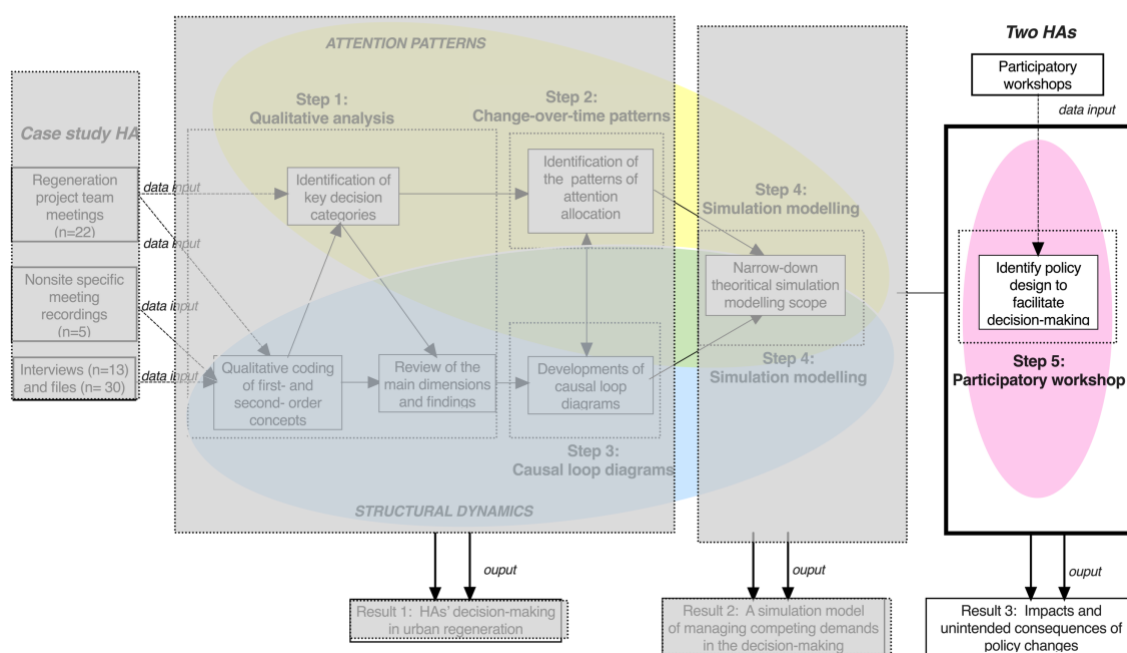 ATTENTION PATTERNS
Two HAs
Participatory
workshops
data input
Case study HA
Step 1:
Qualitative analysis
Step 2:
Change-over-time patterns
Regeneration
project team
meetings
(n=22)
data input
data input
Identification of
key decision
categories
Identification of
the patterns of
attention
allocation
Step 4:
Simulation modelling
Nonsite specific
meeting
recordings
(n=5)
data input
Narrow-down
theoritical simulation
modelling scope
Identify policy
design to
facilitate
decision-making
Interviews (n=13)
and files (n= 30)
data input
Qualitative coding
of first- and
second- order
concepts
Review of the
main dimensions
and findings
Developments of
causal loop
diagrams
Step 4:
Simulation modelling
Step 5:
Participatory workshop
Step 3:
Causal loop diagrams
STRUCTURAL DYNAMICS
ouput
ouput
ouput
Result 1: HAs' decision-making
in urban regeneration
Result 2: A simulation model
of managing competing demands
in the decision-making
Result 3: Impacts and
unintended consequences of
policy changes